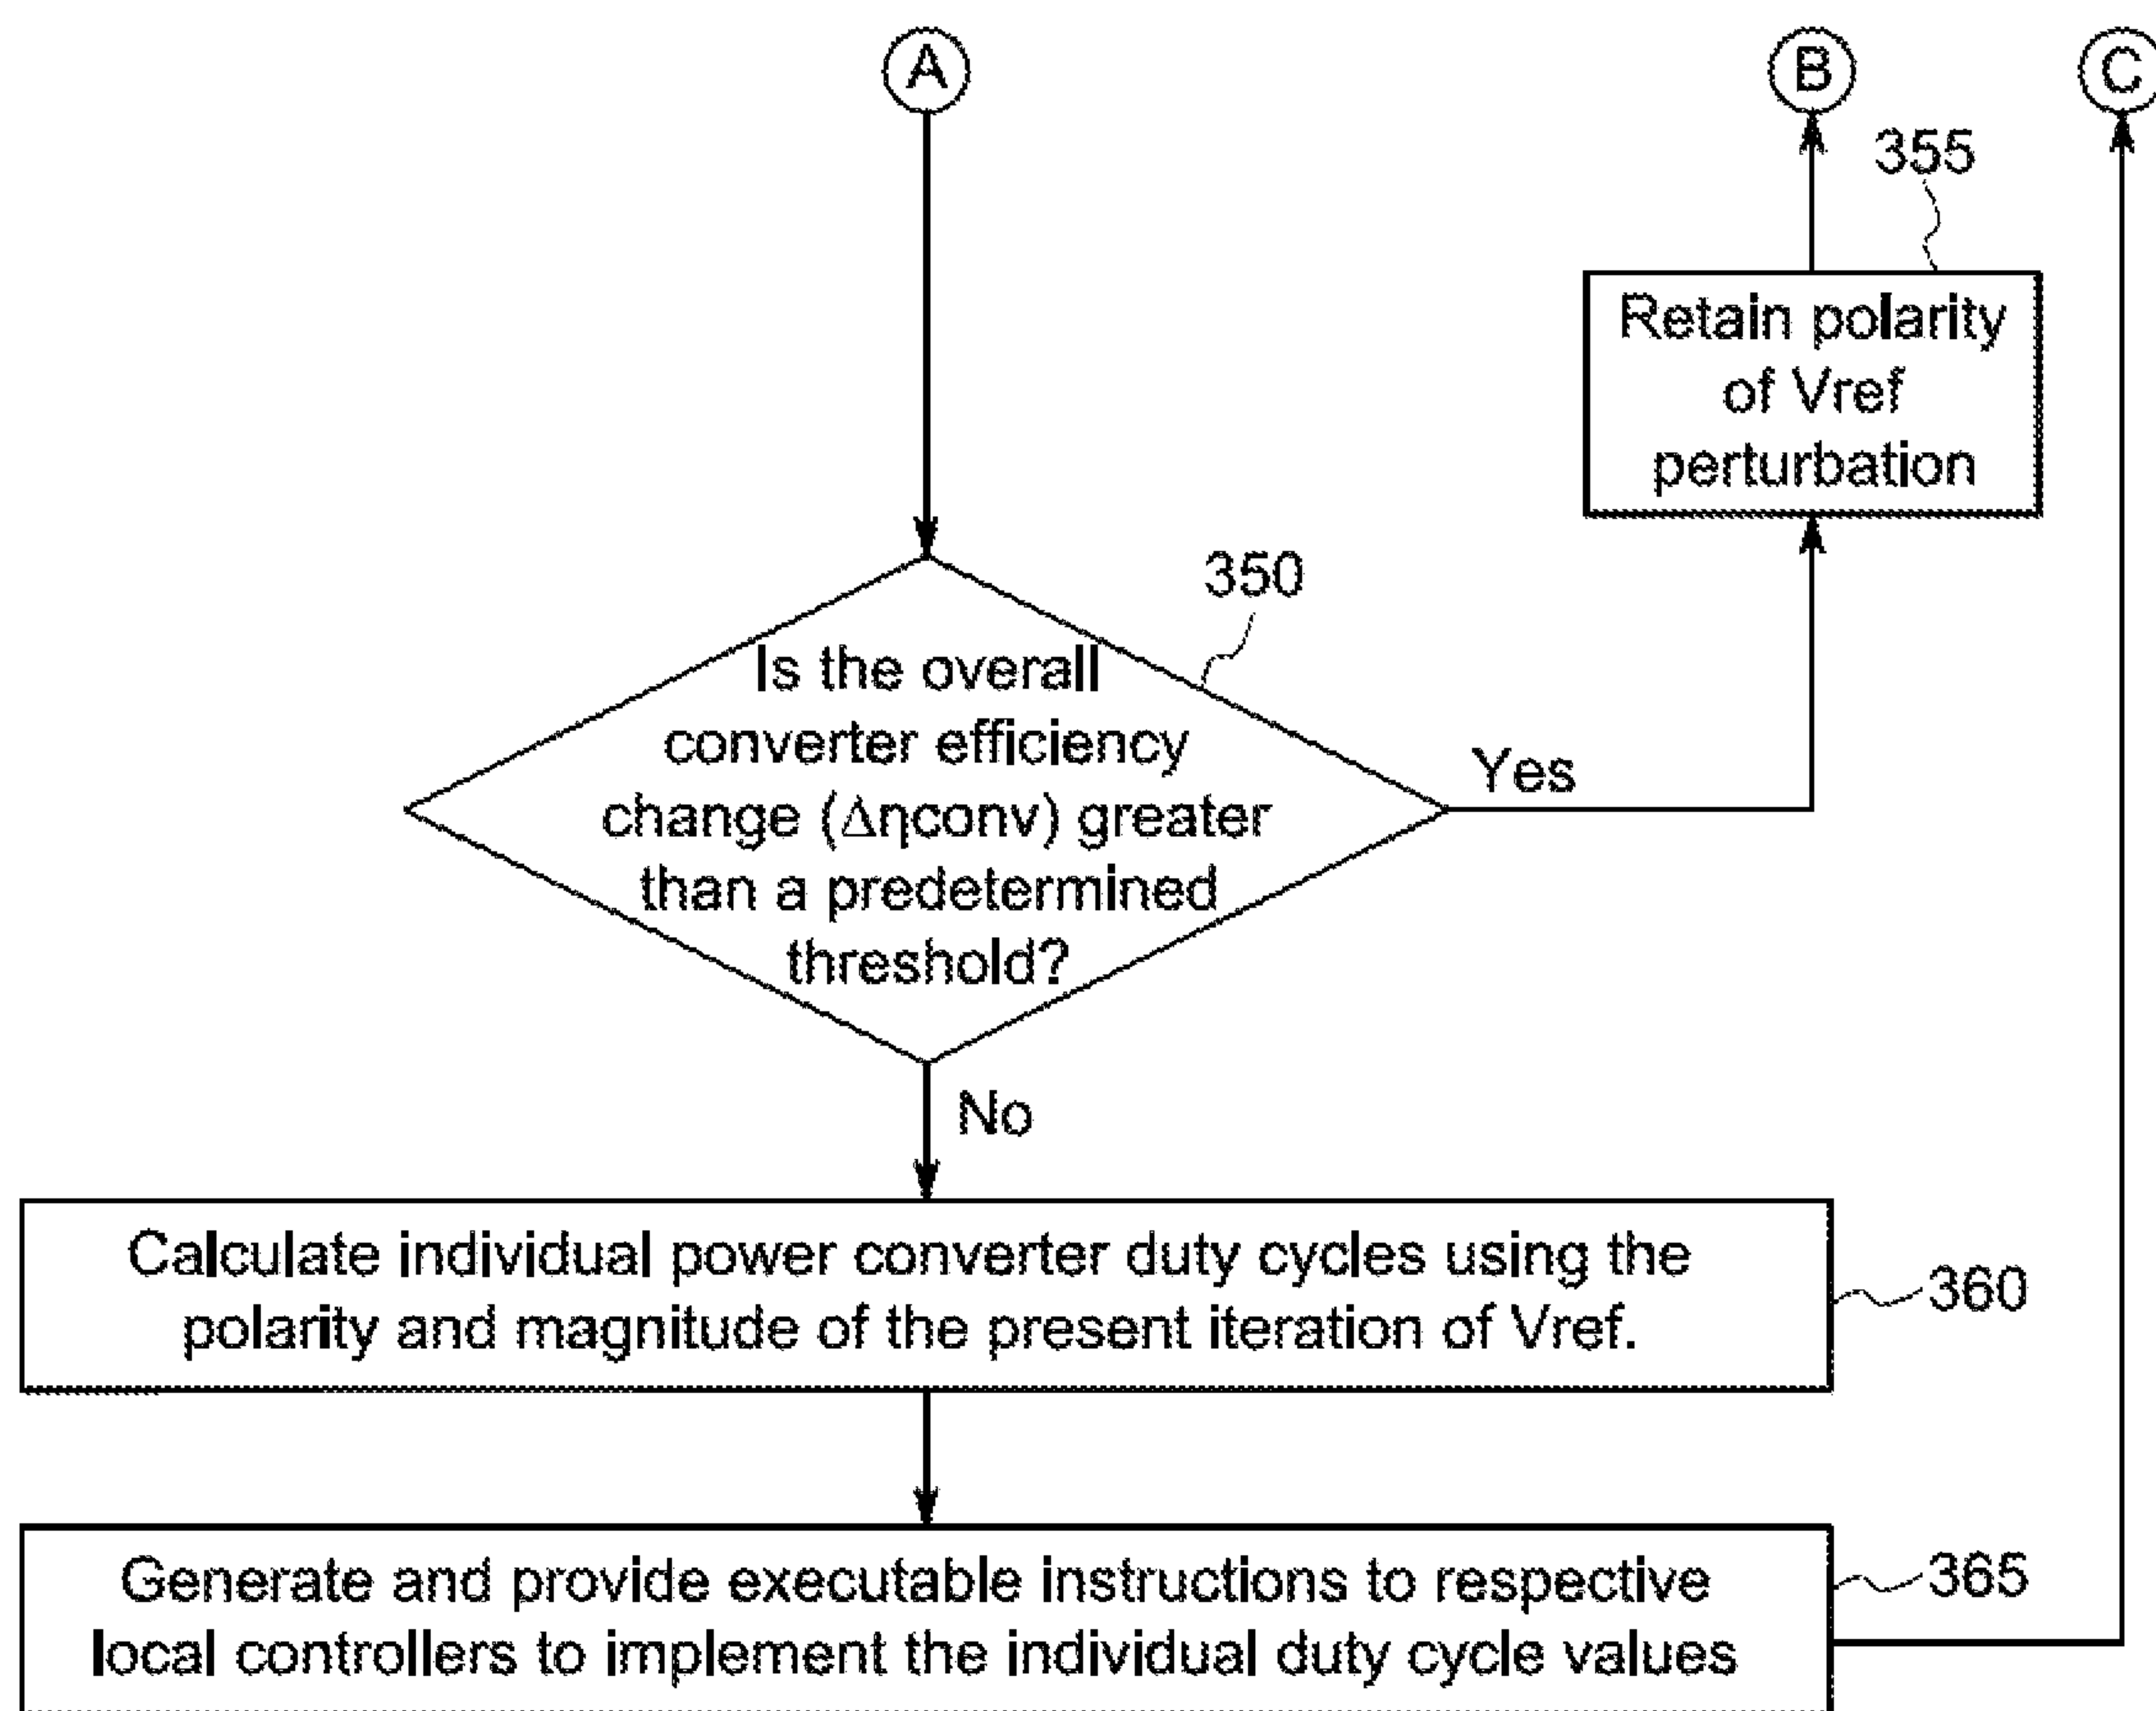 A
B
C
355
Retain polarity
of Vref
perturbation
350
Is the overall
converter efficiency
change (Δηconv) greater
than a predetermined
threshold?
Yes
No
Calculate individual power converter duty cycles using the
polarity and magnitude of the present iteration of Vref.
360
Generate and provide executable instructions to respective
local controllers to implement the individual duty cycle values
365